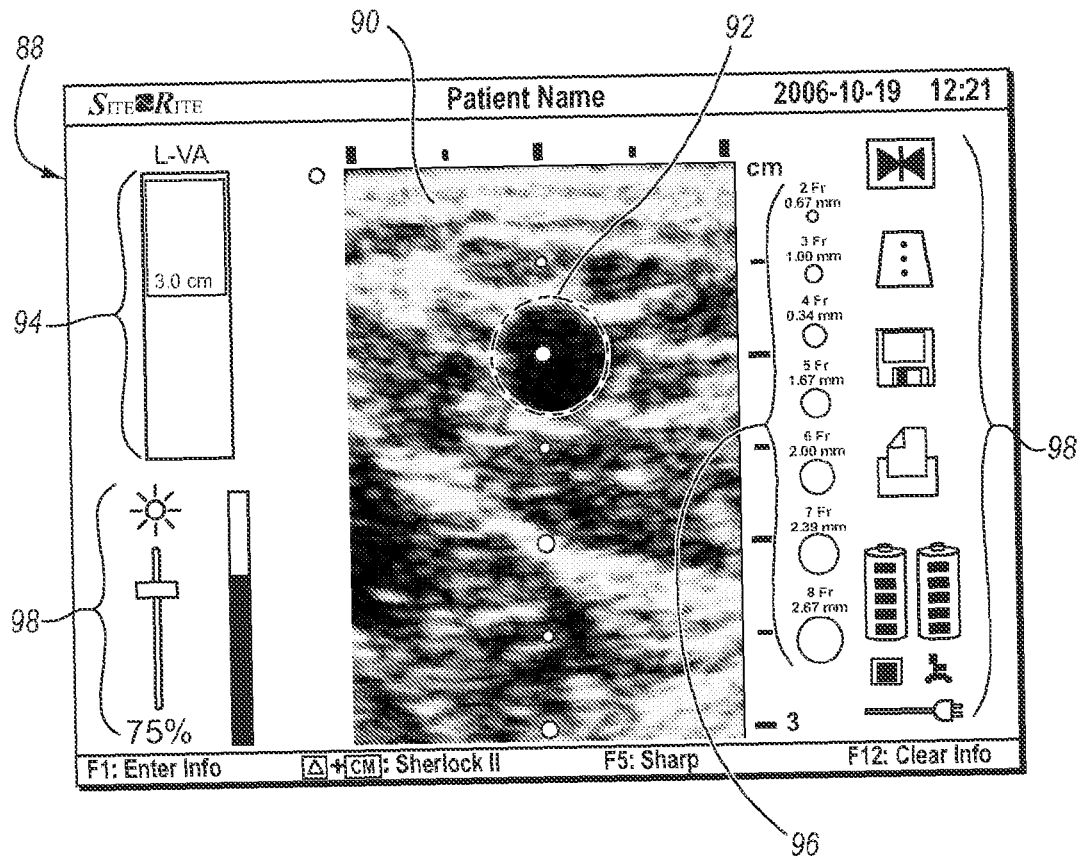 90
92
88
SITE RITE Patient Name 2006-10-19 12:21
L-VA
cm
2 Fr
0.67 mm
3 Fr
1.00 mm
3.0 cm
4 Fr
0.34 mm
94
5 Fr
1.67 mm
6 Fr
2.00 mm
98
7 Fr
2.39 mm
8 Fr
2.67 mm
98
75%
3
F1: Enter Info △+CM: Sherlock II F5: Sharp F12: Clear Info
96